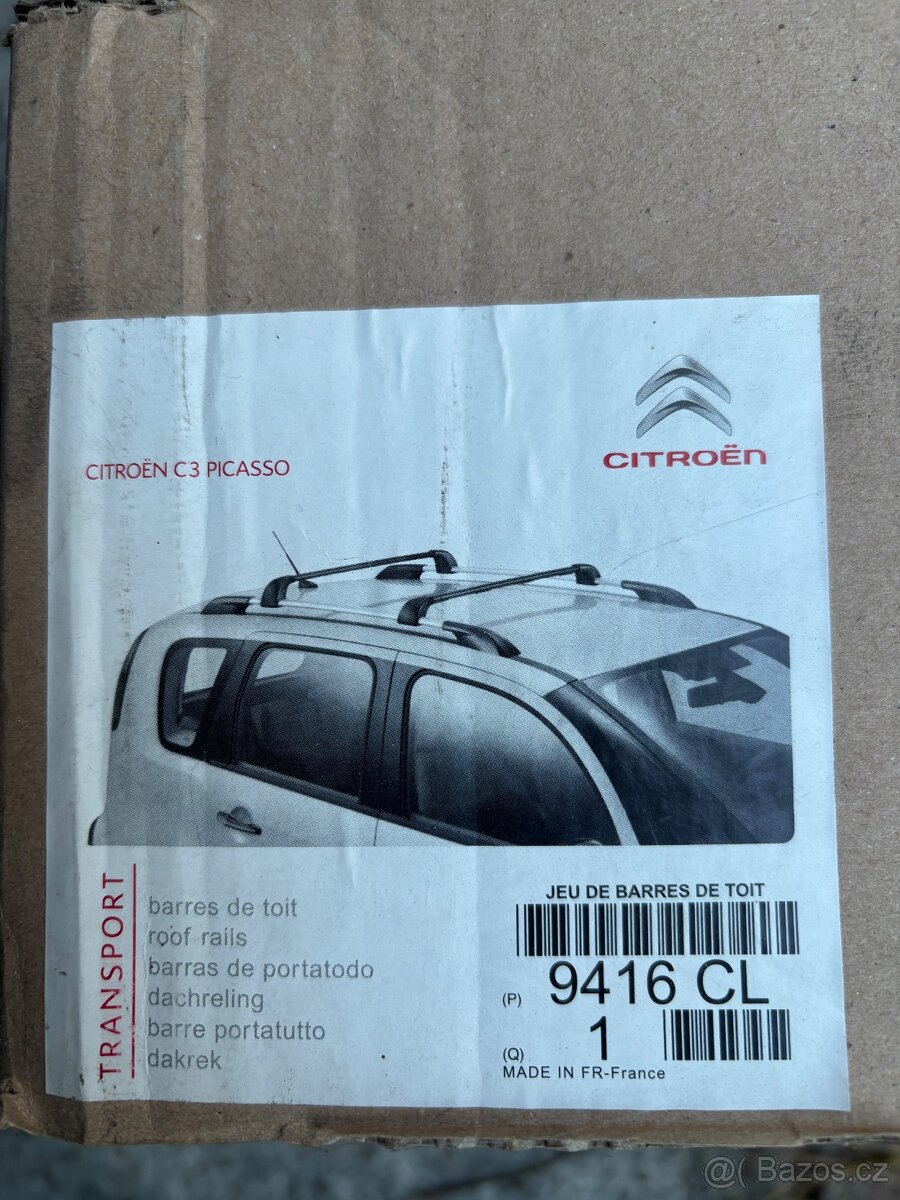 CITROËN C3 PICASSO
CITROËN
TRANSPORT
barres de toit
roof rails
barras de portatodo
dachreling
barre portatutto
dakrek
JEU DE BARRES DE TOIT
(P) 9416 CL
(Q) 1
MADE IN FR-France
@( Bazos.cz